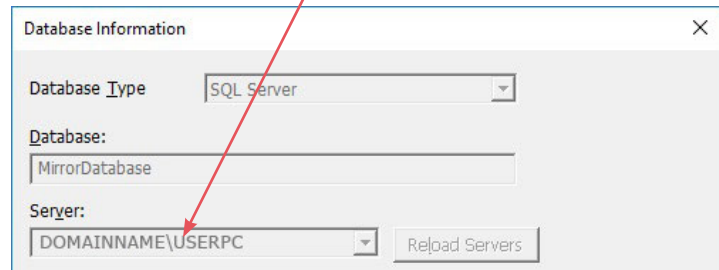 Database Information
Database Type SQL Server
Database:
MirrorDatabase
Server:
DOMAINNAME\USERPC Reload Servers